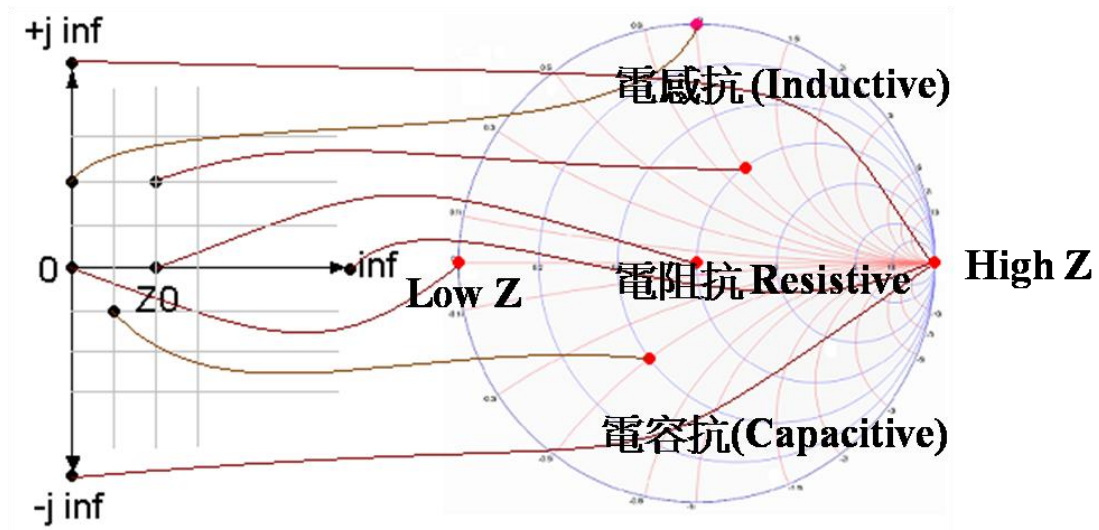 +j inf
電感抗 (Inductive)
0
inf
Z0
Low Z
電阻抗 Resistive
High Z
電容抗(Capacitive)
-j inf